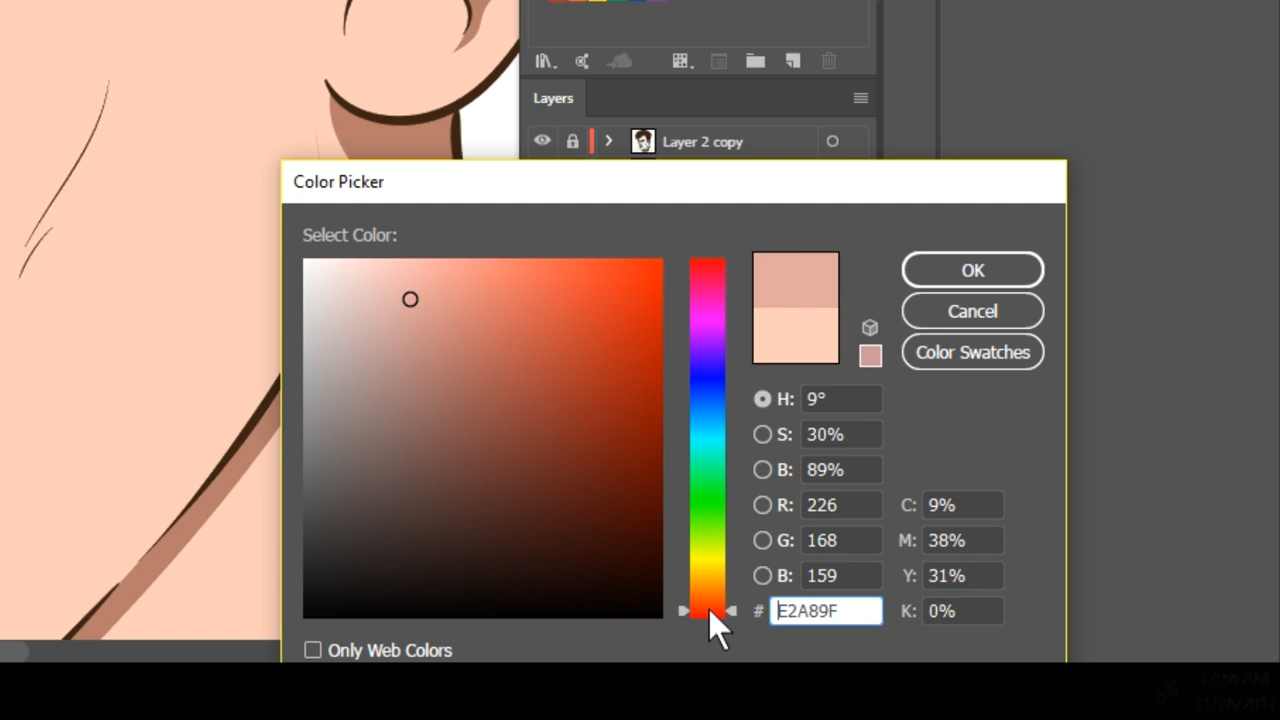 Layers
Layer 2 copy
Color Picker
Select Color:
OK
Cancel
Color Swatches
H: 9°
S: 30%
B: 89%
R: 226 C: 9%
G: 168 M: 38%
B: 159 Y: 31%
# E2A89F K: 0%
Only Web Colors